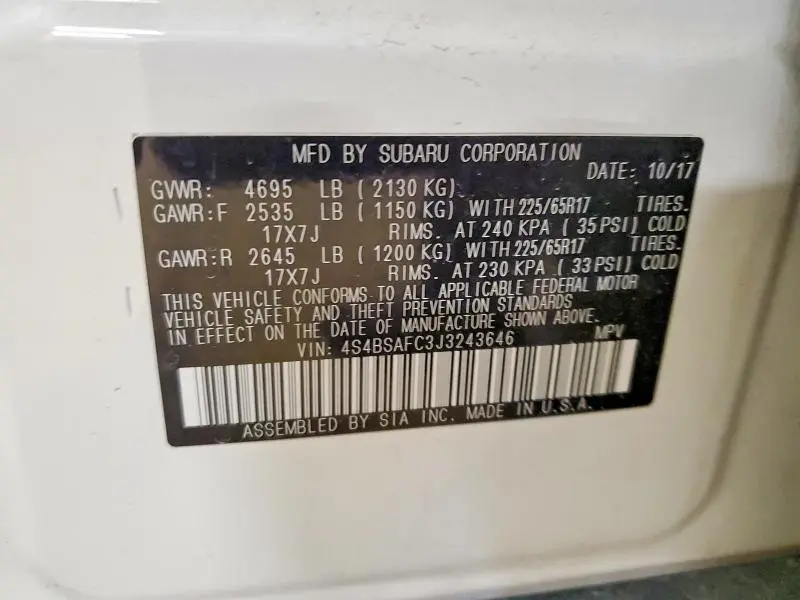 MFD BY SUBARU CORPORATION
DATE: 10/17
GVWR: 4695 LB ( 2130 KG)
GAWR:F 2535 LB ( 1150 KG) WITH 225/65R17 TIRES.
17X7J RIMS. AT 240 KPA ( 35 PSI) COLD
GAWR:R 2645 LB ( 1200 KG) WITH 225/65R17 TIRES.
17X7J RIMS. AT 230 KPA ( 33 PSI) COLD
THIS VEHICLE CONFORMS TO ALL APPLICABLE FEDERAL MOTOR
VEHICLE SAFETY AND THEFT PREVENTION STANDARDS
IN EFFECT ON THE DATE OF MANUFACTURE SHOWN ABOVE.
VIN: 4S4BSAFC3J3243646 MPV
ASSEMBLED BY SIA INC. MADE IN U.S.A.